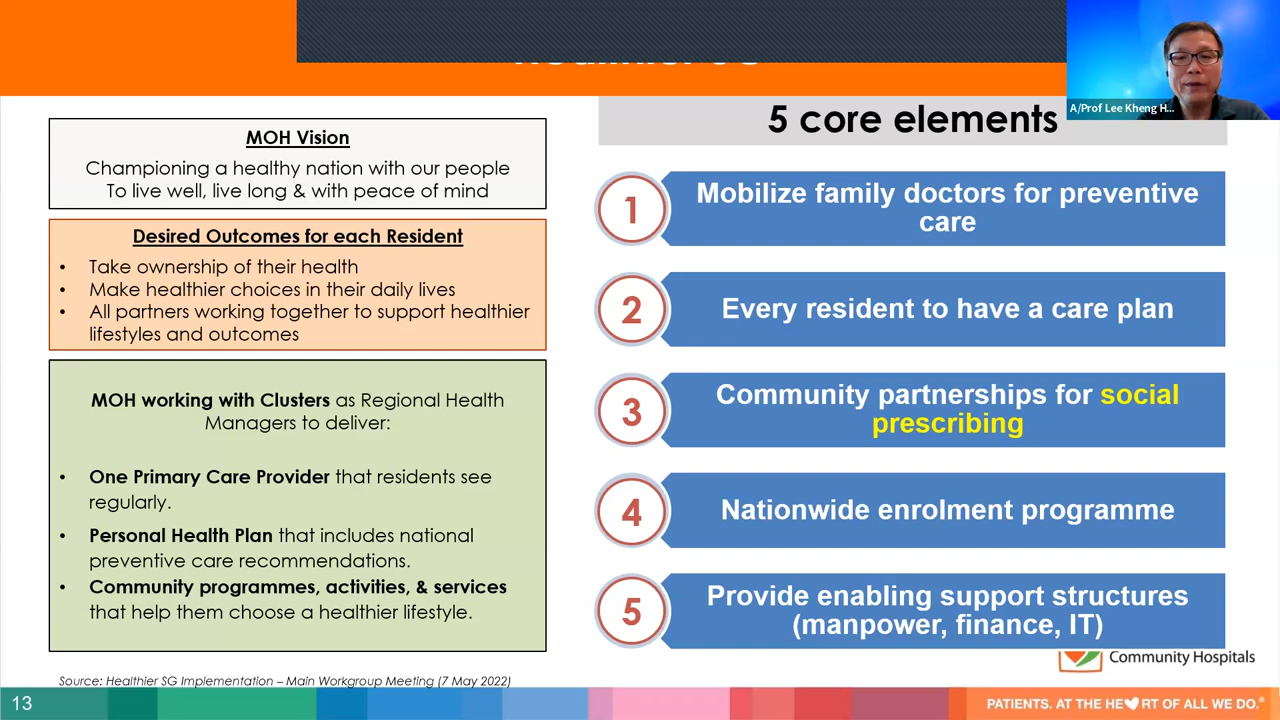 A/Prof Lee Kheng H...
MOH Vision
Championing a healthy nation with our people
To live well, live long & with peace of mind
Desired Outcomes for each Resident
• Take ownership of their health
• Make healthier choices in their daily lives
• All partners working together to support healthier
lifestyles and outcomes
MOH working with Clusters as Regional Health
Managers to deliver:
• One Primary Care Provider that residents see
regularly.
• Personal Health Plan that includes national
preventive care recommendations.
• Community programmes, activities, & services
that help them choose a healthier lifestyle.
Source: Healthier SG Implementation – Main Workgroup Meeting (7 May 2022)
5 core elements
1
Mobilize family doctors for preventive
care
2
Every resident to have a care plan
3
Community partnerships for social
prescribing
4
Nationwide enrolment programme
5
Provide enabling support structures
(manpower, finance, IT)
Community Hospitals
13
PATIENTS. AT THE HE♥RT OF ALL WE DO.®